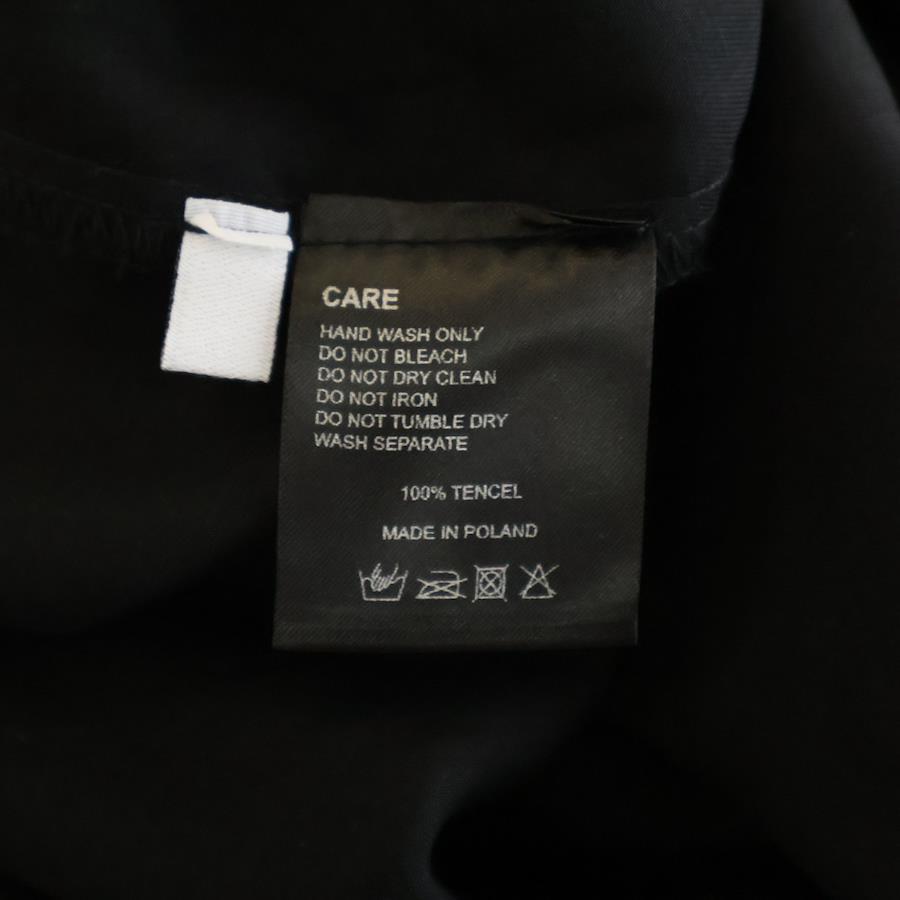 CARE
HAND WASH ONLY
DO NOT BLEACH
DO NOT DRY CLEAN
DO NOT IRON
DO NOT TUMBLE DRY
WASH SEPARATE
100% TENCEL
MADE IN POLAND